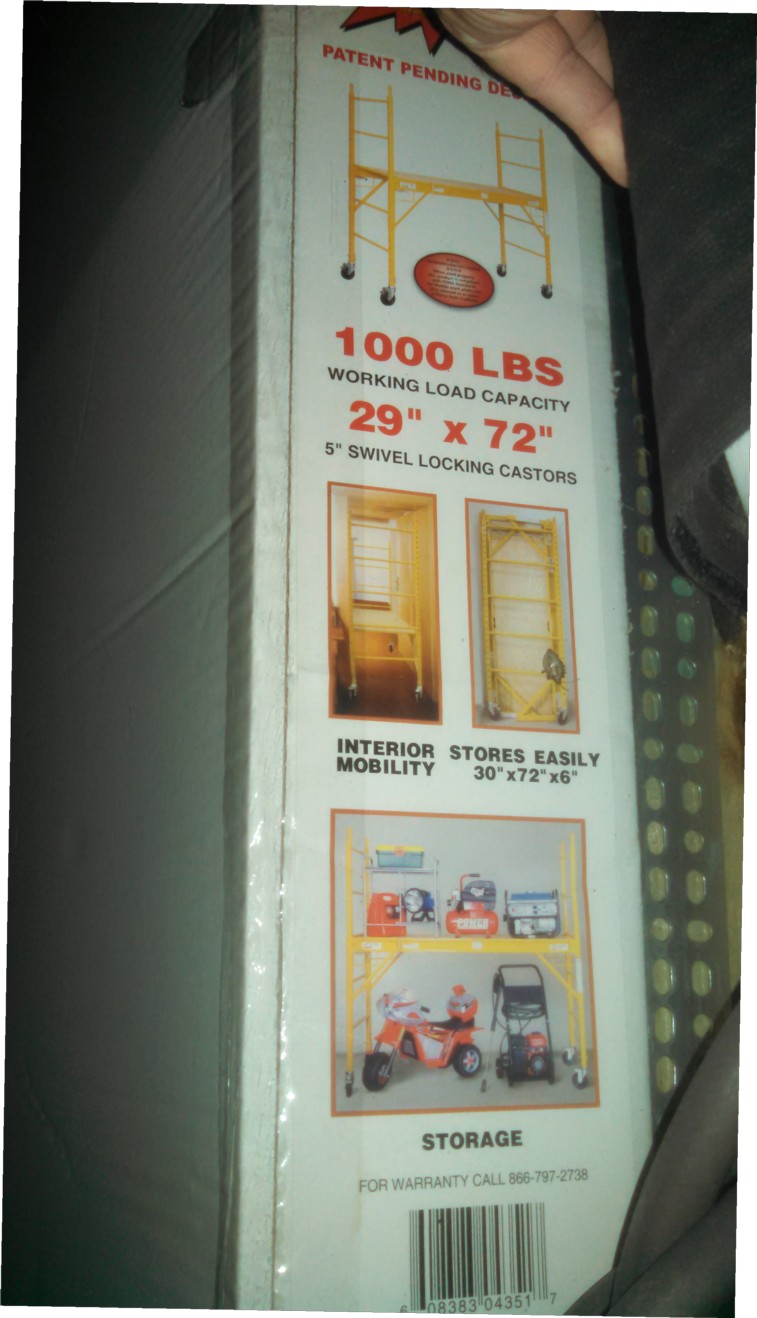 PATENT PENDING
1000 LBS
WORKING LOAD CAPACITY
29" x 72"
5" SWIVEL LOCKING CASTORS
INTERIOR
MOBILITY
STORES EASILY
30"x72"x6"
STORAGE
FOR WARRANTY CALL 866-797-2738
6 08383 04351 7